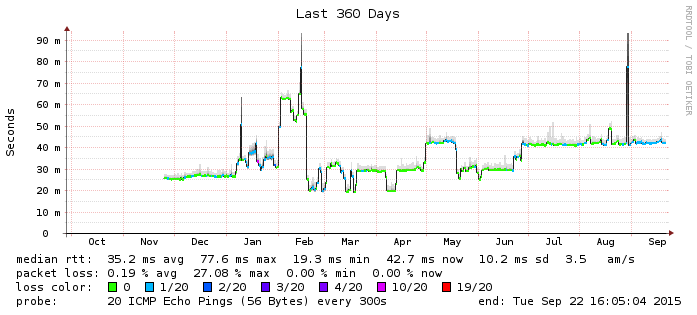 Last 360 Days
RRDTOOL / TOBI OETIKER
Seconds
90 m
80 m
70 m
60 m
50 m
40 m
30 m
20 m
10 m
0
Oct Nov Dec Jan Feb Mar Apr May Jun Jul Aug Sep
median rtt: 35.2 ms avg 77.6 ms max 19.3 ms min 42.7 ms now 10.2 ms sd 3.5 am/s
packet loss: 0.19 % avg 27.08 % max 0.00 % min 0.00 % now
loss color: 0 1/20 2/20 3/20 4/20 10/20 19/20
probe: 20 ICMP Echo Pings (56 Bytes) every 300s end: Tue Sep 22 16:05:04 2015